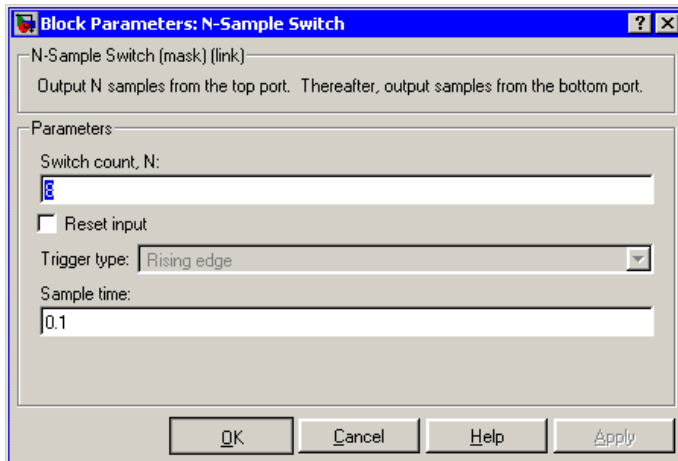 Block Parameters: N-Sample Switch
N-Sample Switch (mask) (link)
Output N samples from the top port. Thereafter, output samples from the bottom port.
Parameters
Switch count, N:
8
Reset input
Trigger type: Rising edge
Sample time:
0.1
OK Cancel Help Apply